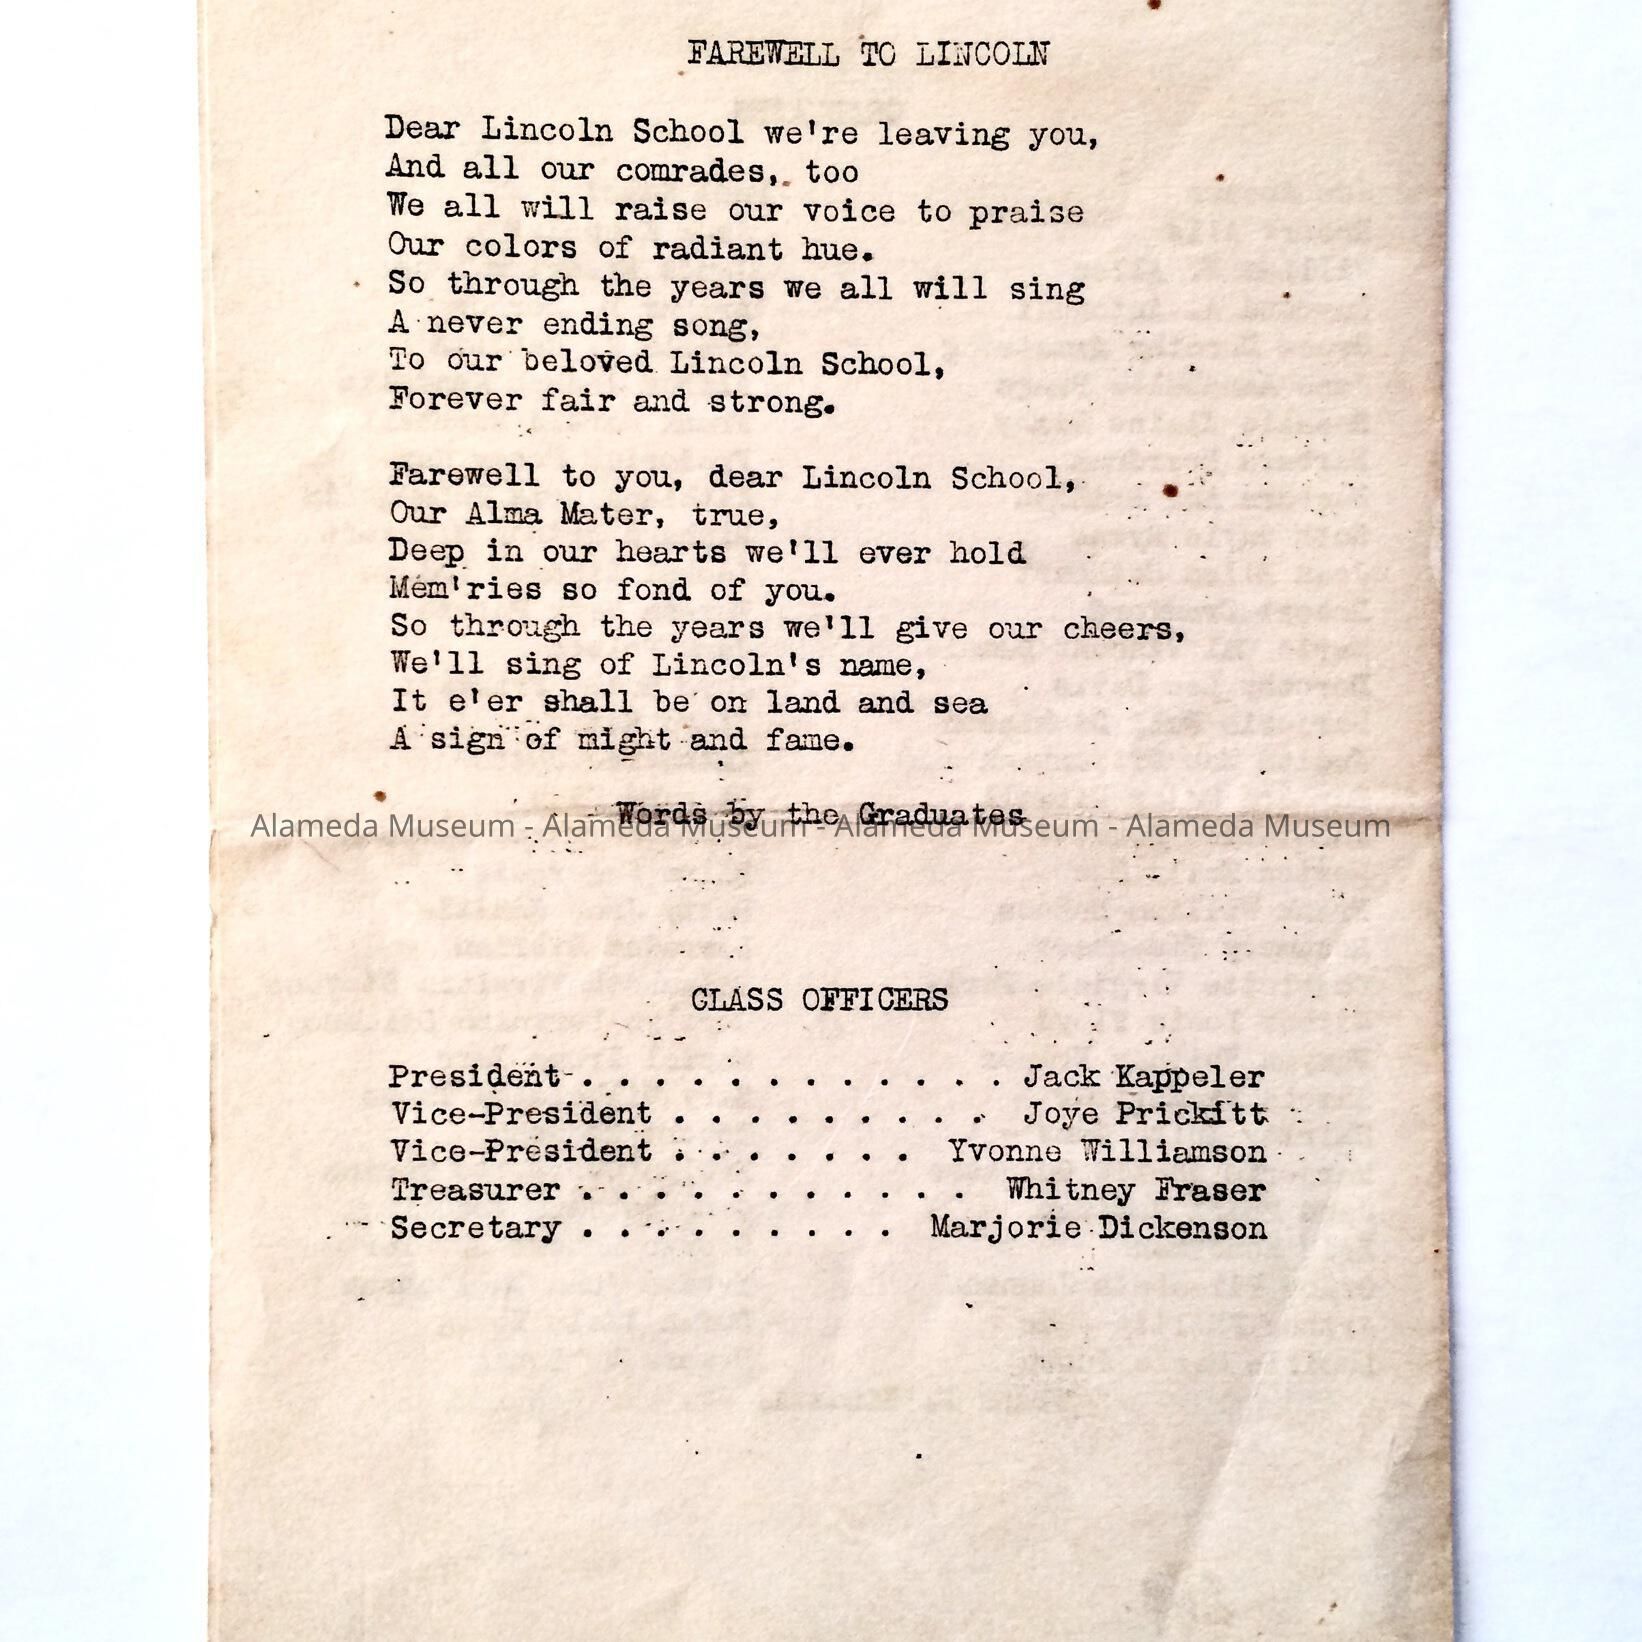 FAREWELL TO LINCOLN
Dear Lincoln School we're leaving you,
And all our comrades, too
We all will raise our voice to praise
Our colors of radiant hue.
So through the years we all will sing
A never ending song,
To our beloved Lincoln School,
Forever fair and strong.
Farewell to you, dear Lincoln School,
Our Alma Mater, true,
Deep in our hearts we'll ever hold
Mem'ries so fond of you.
So through the years we'll give our cheers,
We'll sing of Lincoln's name,
It e'er shall be on land and sea
A sign of might and fame.
Words by the Graduates
Alameda Museum - Alameda Museum - Alameda Museum - Alameda Museum
CLASS OFFICERS
President . . . . . . . . . . . . Jack Kappeler
Vice-President . . . . . . . . . Joye Prickitt
Vice-President . . . . . . . Yvonne Williamson
Treasurer . . . . . . . . . . . Whitney Fraser
Secretary . . . . . . . . . Marjorie Dickenson